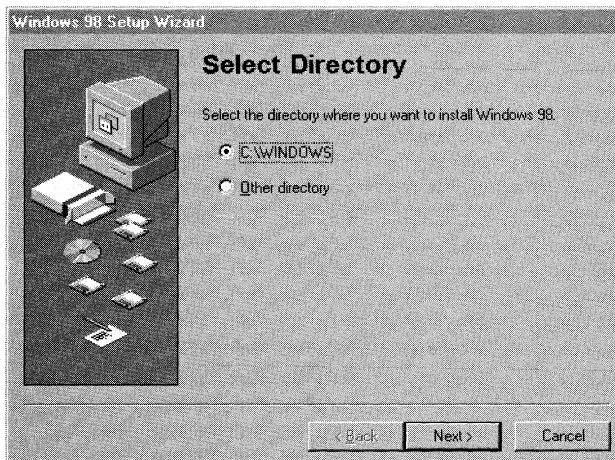 Windows 98 Setup Wizard
Select Directory
Select the directory where you want to install Windows 98.
C:\WINDOWS
Other directory
< Back
Next >
Cancel